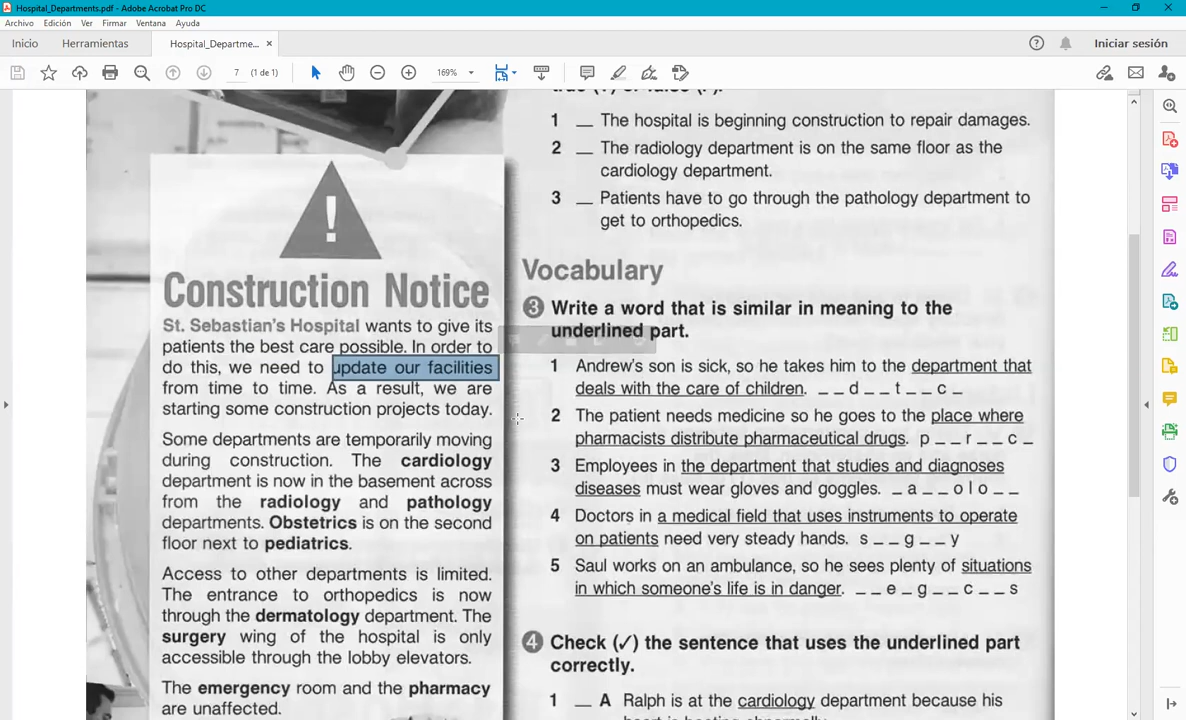 Hospital_Departments.pdf - Adobe Acrobat Pro DC
Archivo Edición Ver Firmar Ventana Ayuda
Inicio Herramientas Hospital_Departme... × Iniciar sesión
7 (1 de 1) 169%
1 _ The hospital is beginning construction to repair damages.
2 _ The radiology department is on the same floor as the
cardiology department.
3 _ Patients have to go through the pathology department to
get to orthopedics.
!
Construction Notice
St. Sebastian's Hospital wants to give its
patients the best care possible. In order to
do this, we need to update our facilities
from time to time. As a result, we are
starting some construction projects today.
Some departments are temporarily moving
during construction. The cardiology
department is now in the basement across
from the radiology and pathology
departments. Obstetrics is on the second
floor next to pediatrics.
Access to other departments is limited.
The entrance to orthopedics is now
through the dermatology department. The
surgery wing of the hospital is only
accessible through the lobby elevators.
The emergency room and the pharmacy
are unaffected.
Vocabulary
3 Write a word that is similar in meaning to the
underlined part.
1 Andrew's son is sick, so he takes him to the department that
deals with the care of children. _ _ d _ _ t _ _ c _
2 The patient needs medicine so he goes to the place where
pharmacists distribute pharmaceutical drugs. p _ _ r _ _ c _
3 Employees in the department that studies and diagnoses
diseases must wear gloves and goggles. _ a _ _ o l o _ _
4 Doctors in a medical field that uses instruments to operate
on patients need very steady hands. s _ _ g _ _ y
5 Saul works on an ambulance, so he sees plenty of situations
in which someone's life is in danger. _ _ e _ g _ _ c _ _ s
4 Check (✓) the sentence that uses the underlined part
correctly.
1 _ A Ralph is at the cardiology department because his